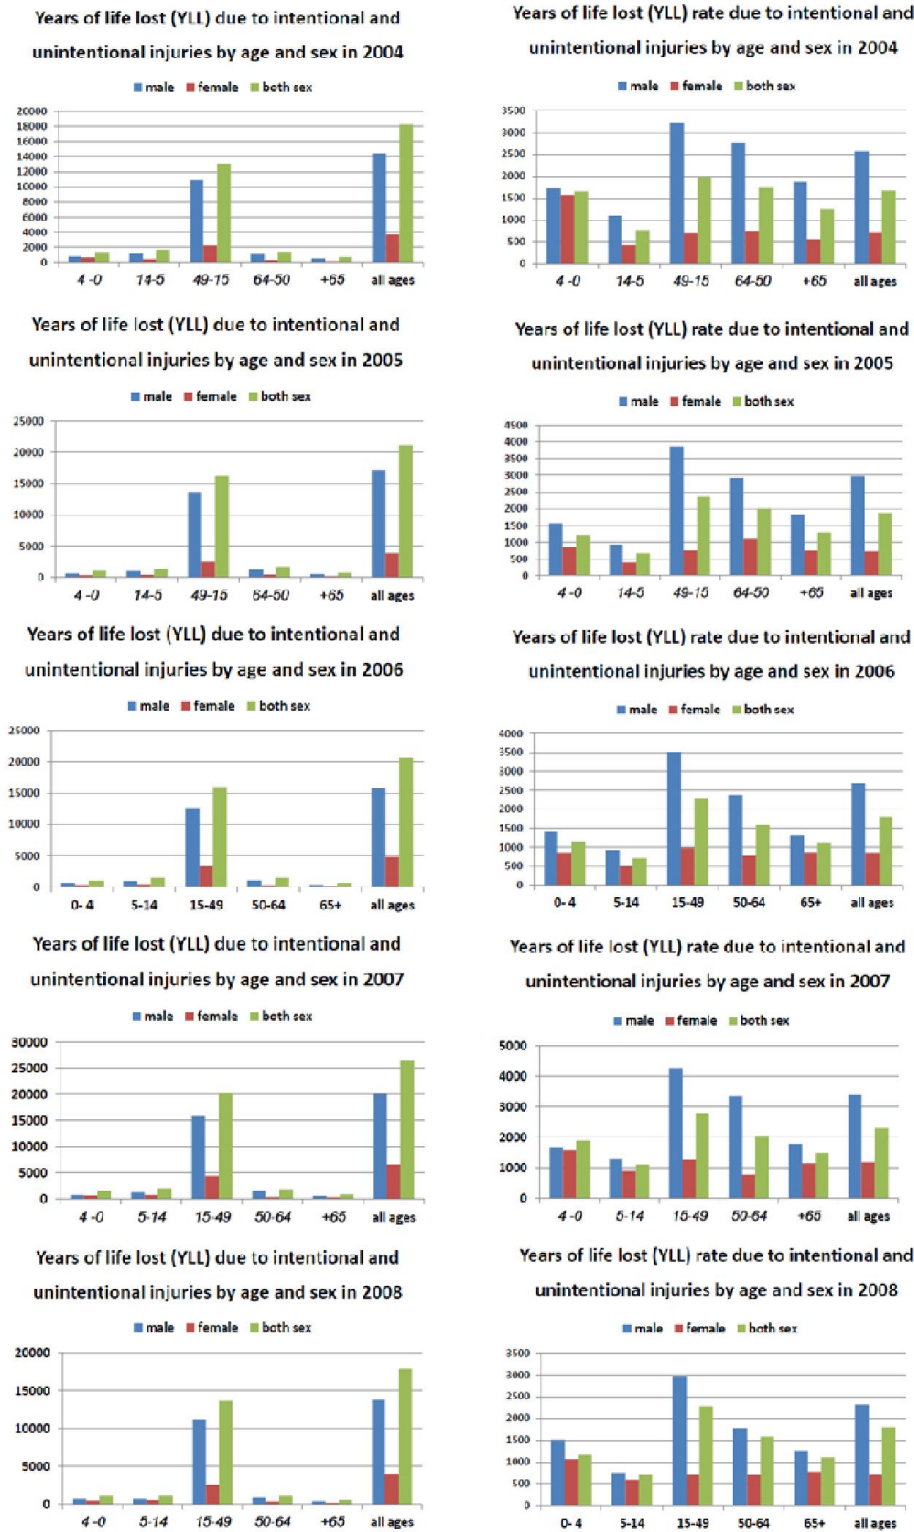 Years of life lost (YLL) due to intentional and
unintentional injuries by age and sex in 2004
male female both sex
20000
18000
16000
14000
12000
10000
8000
6000
4000
2000
0
4 -0 14-5 49-15 64-50 +65 all ages
Years of life lost (YLL) rate due to intentional and
unintentional injuries by age and sex in 2004
male female both sex
3500
3000
2500
2000
1500
1000
500
0
4 -0 14-5 49-15 64-50 +65 all ages
Years of life lost (YLL) due to intentional and
unintentional injuries by age and sex in 2005
male female both sex
25000
20000
15000
10000
5000
0
4 -0 14-5 49-15 64-50 +65 all ages
Years of life lost (YLL) rate due to intentional and
unintentional injuries by age and sex in 2005
male female both sex
4500
4000
3500
3000
2500
2000
1500
1000
500
0
4 -0 14-5 49-15 64-50 +65 all ages
Years of life lost (YLL) due to intentional and
unintentional injuries by age and sex in 2006
male female both sex
25000
20000
15000
10000
5000
0
0- 4 5-14 15-49 50-64 65+ all ages
Years of life lost (YLL) rate due to intentional and
unintentional injuries by age and sex in 2006
male female both sex
4000
3500
3000
2500
2000
1500
1000
500
0
0- 4 5-14 15-49 50-64 65+ all ages
Years of life lost (YLL) due to intentional and
unintentional injuries by age and sex in 2007
male female both sex
30000
25000
20000
15000
10000
5000
0
4 -0 5-14 15-49 50-64 +65 all ages
Years of life lost (YLL) rate due to intentional and
unintentional injuries by age and sex in 2007
male female both sex
5000
4000
3000
2000
1000
0
4 -0 5-14 15-49 50-64 +65 all ages
Years of life lost (YLL) due to intentional and
unintentional injuries by age and sex in 2008
male female both sex
20000
15000
10000
5000
0
4 -0 5-14 15-49 50-64 +65 all ages
Years of life lost (YLL) rate due to intentional and
unintentional injuries by age and sex in 2008
male female both sex
3500
3000
2500
2000
1500
1000
500
0
0- 4 5-14 15-49 50-64 65+ all ages